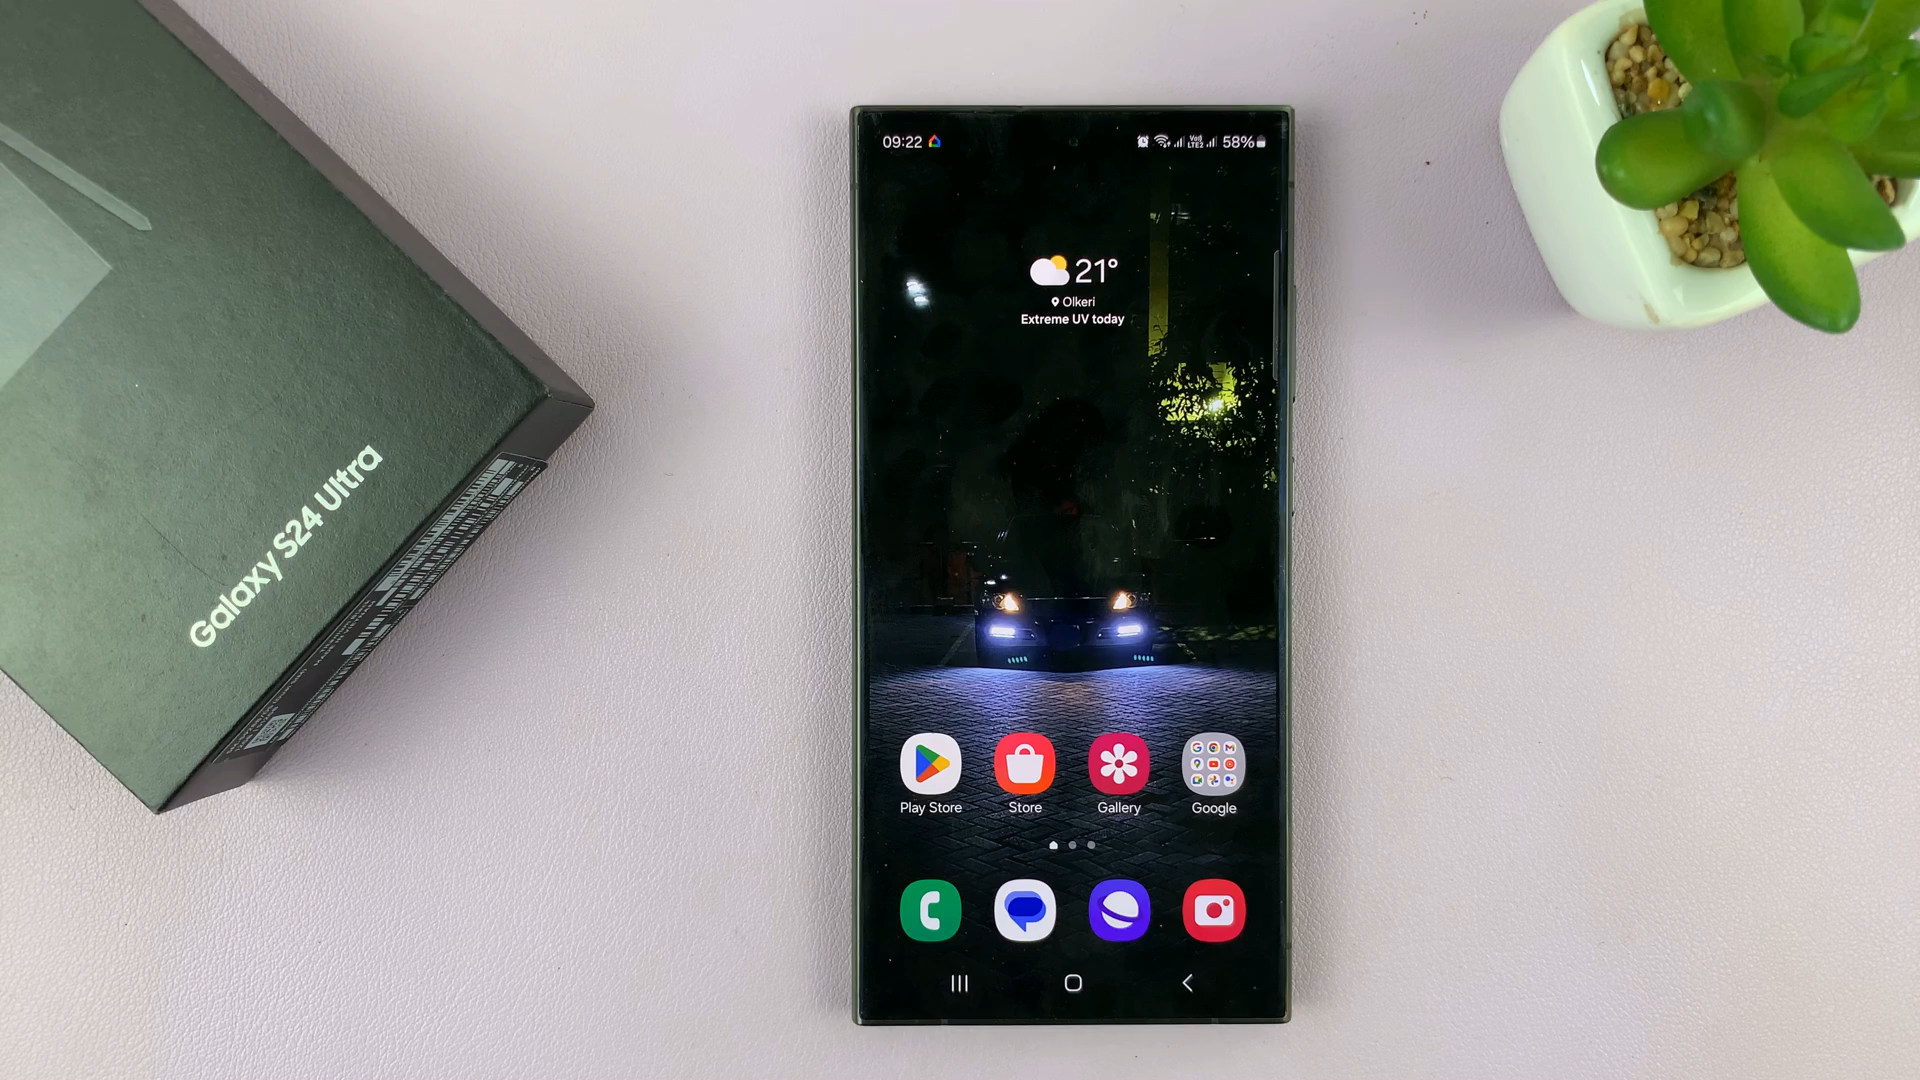 Galaxy S24 Ultra
09:22
58%
21°
Olkeri
Extreme UV today
Play Store
Store
Gallery
Google